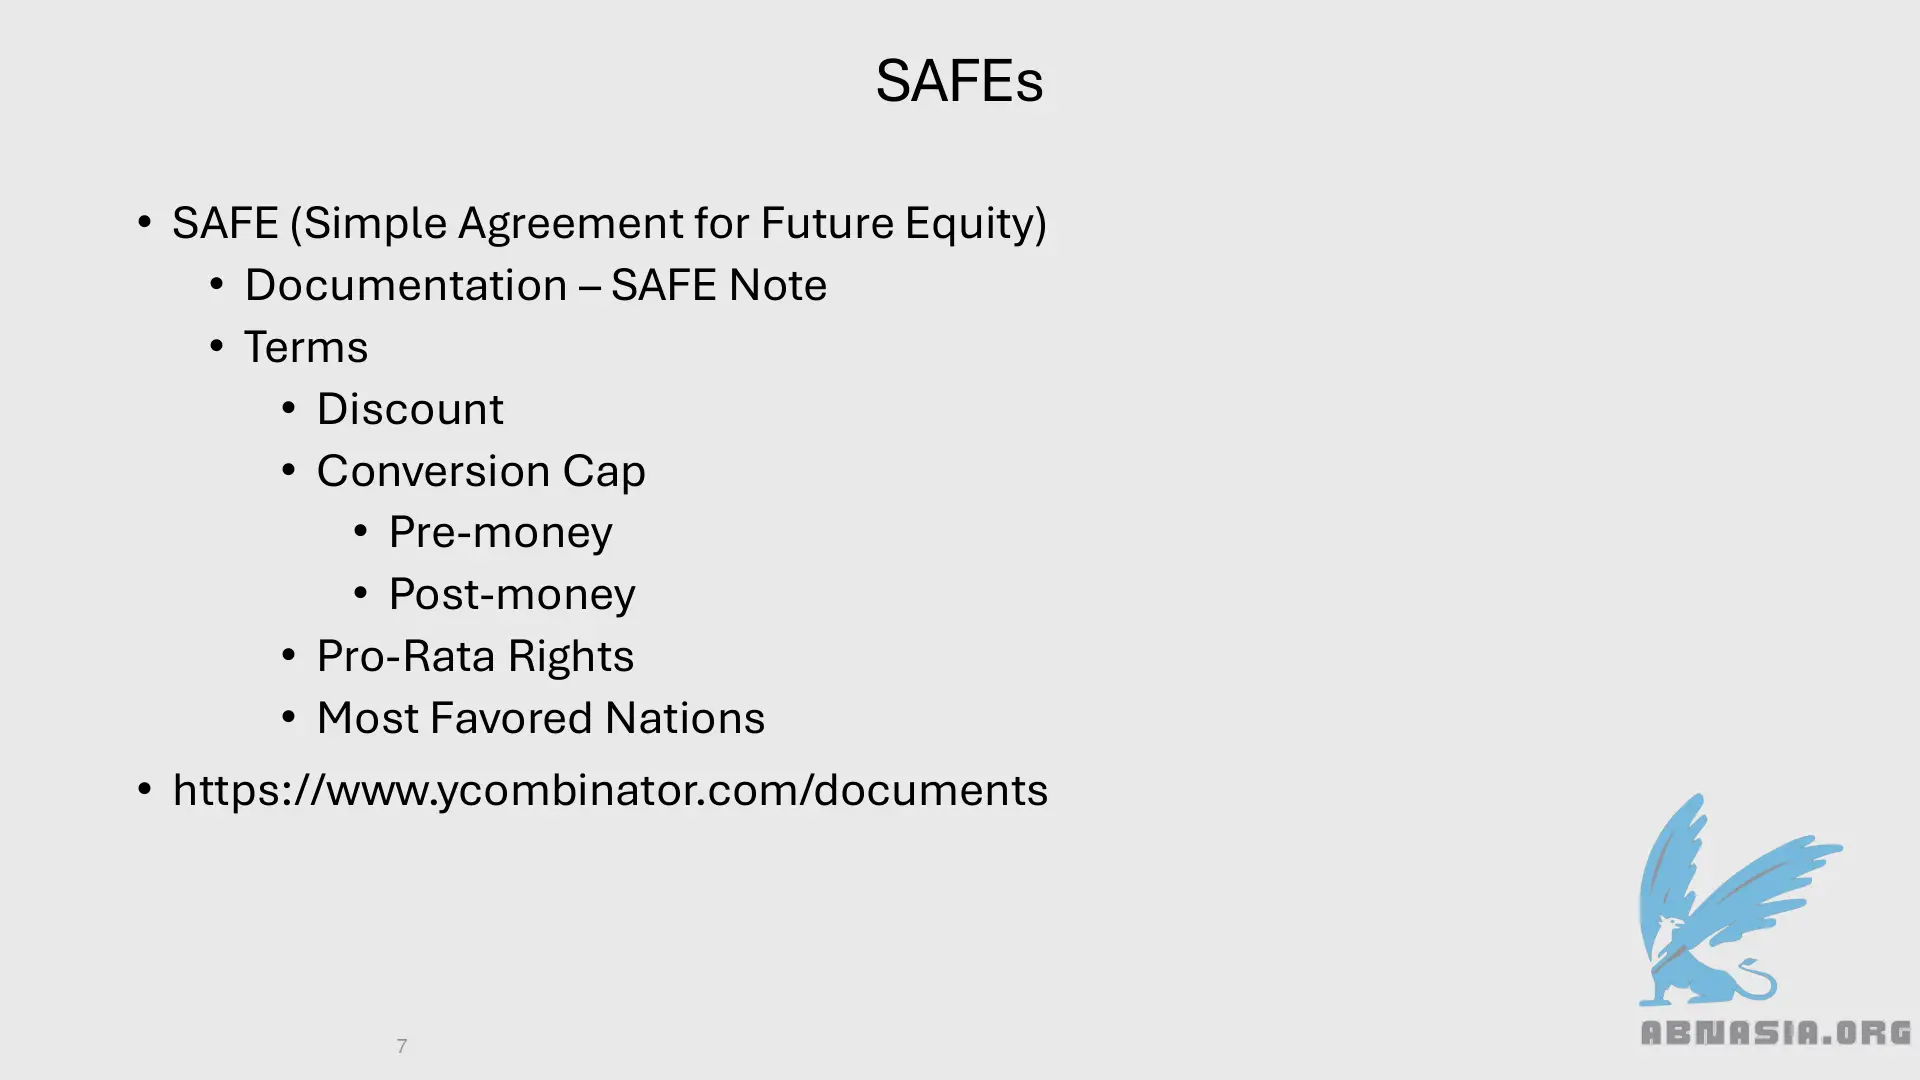 SAFEs
• SAFE (Simple Agreement for Future Equity)
• Documentation – SAFE Note
• Terms
• Discount
• Conversion Cap
• Pre-money
• Post-money
• Pro-Rata Rights
• Most Favored Nations
• https://www.ycombinator.com/documents
7
ABNASIA.ORG